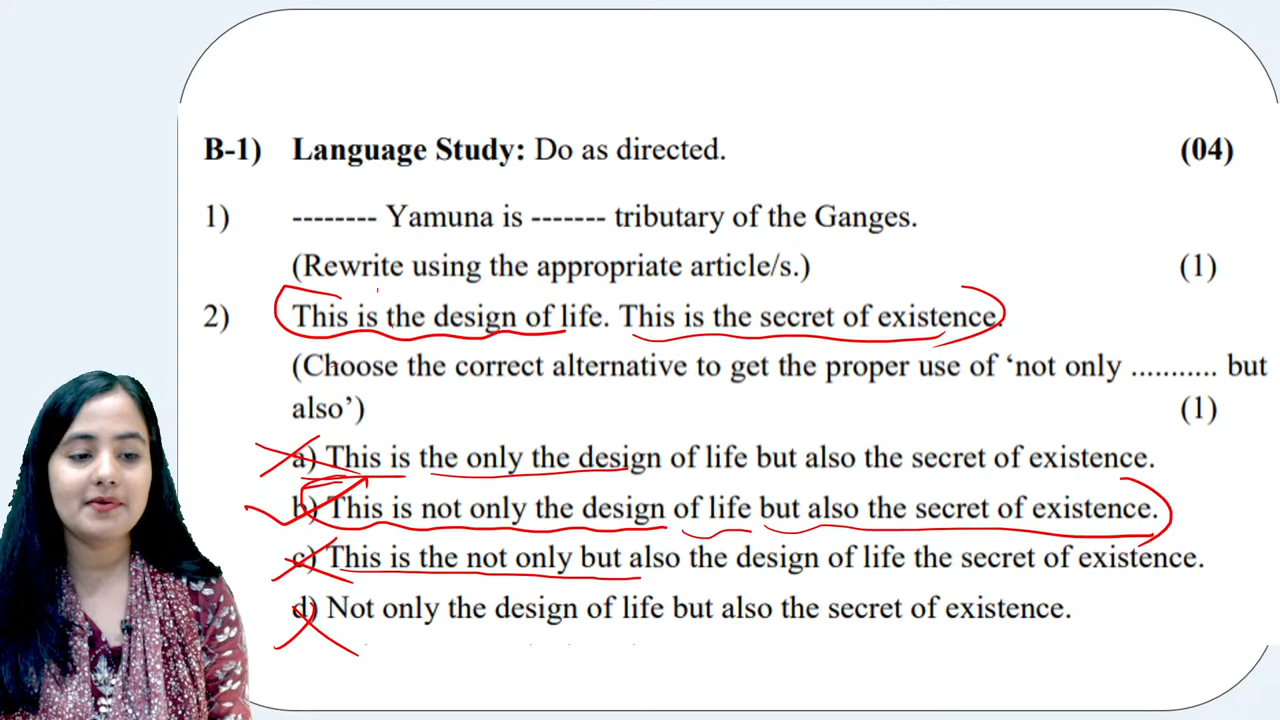 B-1) Language Study: Do as directed. (04)
1) -------- Yamuna is ------- tributary of the Ganges.
(Rewrite using the appropriate article/s.) (1)
2) This is the design of life. This is the secret of existence.
(Choose the correct alternative to get the proper use of ‘not only ........... but
also’) (1)
a) This is the only the design of life but also the secret of existence.
b) This is not only the design of life but also the secret of existence.
c) This is the not only but also the design of life the secret of existence.
d) Not only the design of life but also the secret of existence.